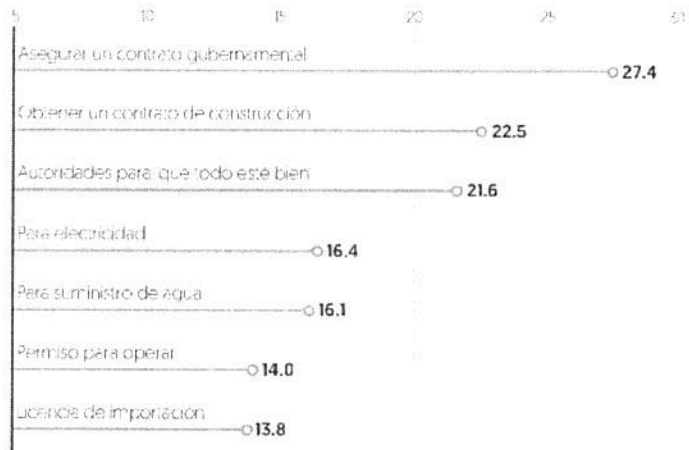 5 10 15 20 25 30
Asegurar un contrato gubernamental
27.4
Obtener un contrato de construcción
22.5
Autoridades para que todo esté bien
21.6
Para electricidad
16.4
Para suministro de agua
16.1
Permiso para operar
14.0
Licencia de importación
13.8